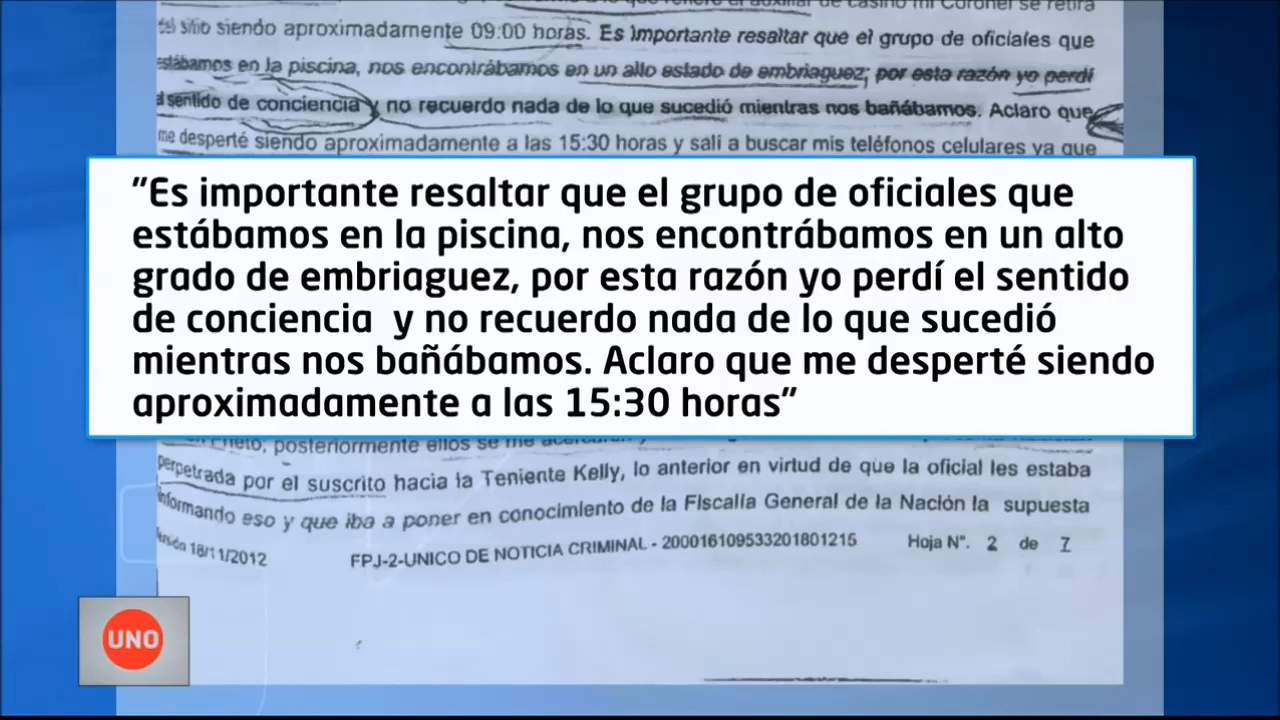 del sitio siendo aproximadamente 09:00 horas. Es importante resaltar que el grupo de oficiales que
estábamos en la piscina, nos encontrábamos en un alto estado de embriaguez; por esta razón yo perdí
el sentido de conciencia y no recuerdo nada de lo que sucedió mientras nos bañábamos. Aclaro que
me desperté siendo aproximadamente a las 15:30 horas y salí a buscar mis teléfonos celulares ya que
"Es importante resaltar que el grupo de oficiales que
estábamos en la piscina, nos encontrábamos en un alto
grado de embriaguez, por esta razón yo perdí el sentido
de conciencia y no recuerdo nada de lo que sucedió
mientras nos bañábamos. Aclaro que me desperté siendo
aproximadamente a las 15:30 horas"
posteriormente ellos se me
perpetrada por el suscrito hacia la Teniente Kelly, lo anterior en virtud de que la oficial les estaba
informando eso y que iba a poner en conocimiento de la Fiscalía General de la Nación la supuesta
18/11/2012 FPJ-2-UNICO DE NOTICIA CRIMINAL - 200016109533201801215 Hoja N°. 2 de 7
UNO